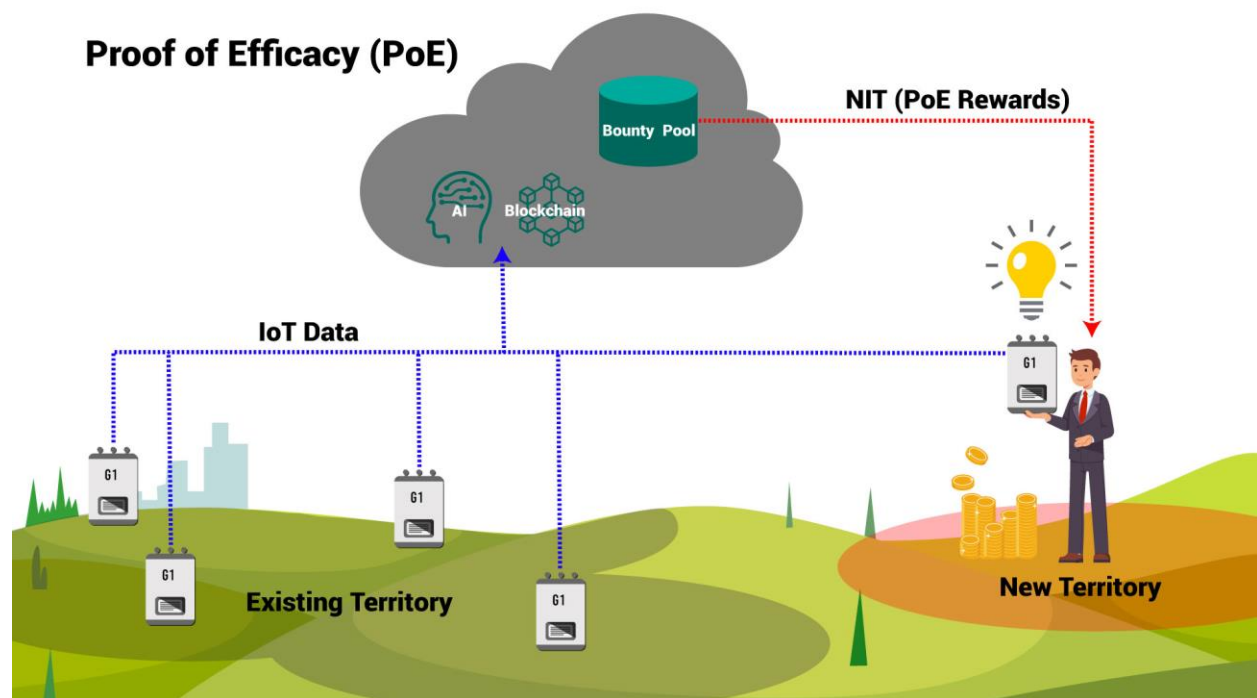 Proof of Efficacy (PoE)
Bounty Pool
NIT (PoE Rewards)
AI
Blockchain
IoT Data
G1
G1
G1
G1
G1
Existing Territory
New Territory